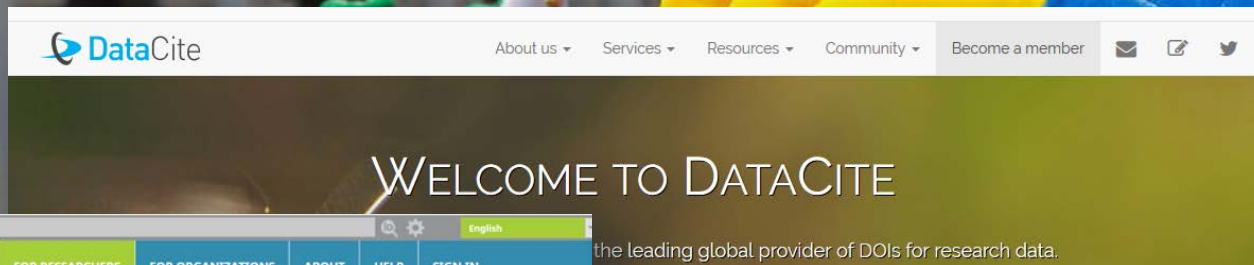 DataCite About us Services Resources Community Become a member
WELCOME TO DATACITE
English
the leading global provider of DOIs for research data.
FOR ORGANIZATIONS ABOUT HELP SIGN IN